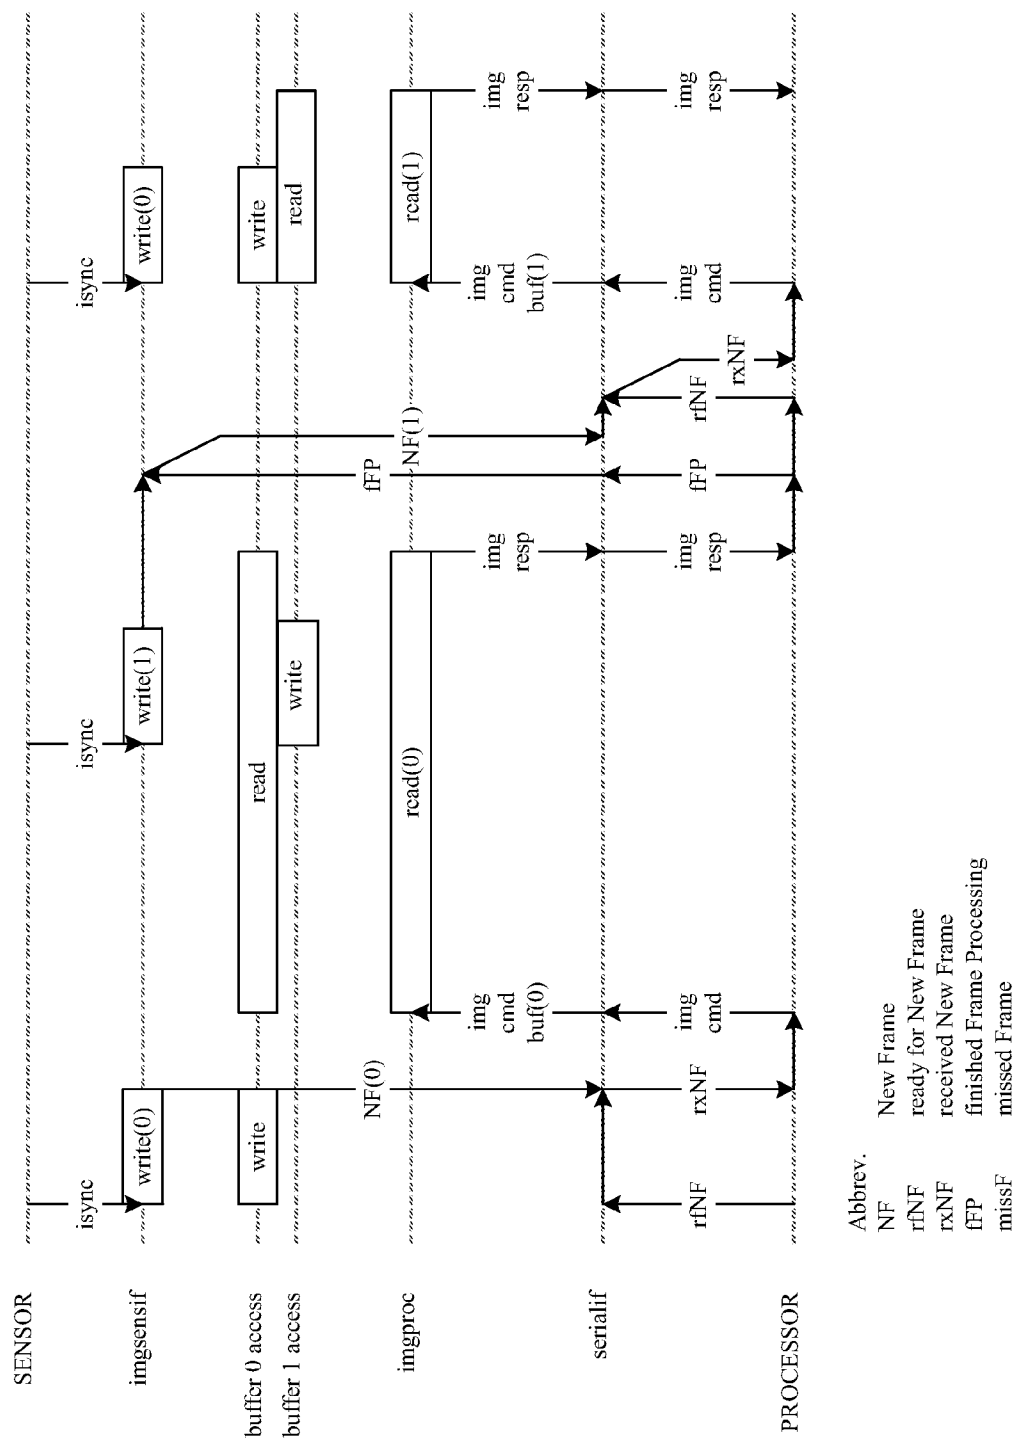 SENSOR
isync
isync
isync
imgsensif
write(0)
write(1)
write(0)
buffer 0 access
write
read
write
buffer 1 access
write
read
NF(0)
fFP
NF(1)
imgproc
read(0)
read(1)
img
cmd
buf(0)
img
resp
img
cmd
buf(1)
img
resp
serialif
rfNF
rxNF
img
cmd
img
resp
fFP
rfNF
rxNF
img
cmd
img
resp
PROCESSOR
Abbrev.
NF New Frame
rfNF ready for New Frame
rxNF received New Frame
fFP finished Frame Processing
missF missed Frame